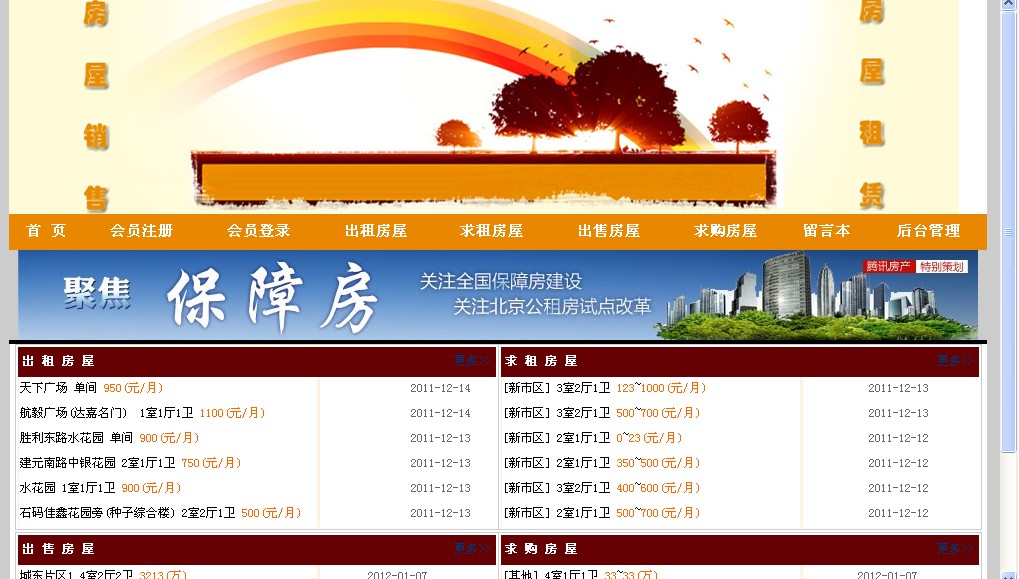 房 屋 销 售
房 屋 租 赁
首 页 会员注册 会员登录 出租房屋 求租房屋 出售房屋 求购房屋 留言本 后台管理
聚焦 保障房 关注全国保障房建设
关注北京公租房试点改革
腾讯房产 特别策划
出 租 房 屋 更多>>
天下广场 单间 950(元/月) 2011-12-14
航毅广场(达嘉名门) 1室1厅1卫 1100(元/月) 2011-12-14
胜利东路水花园 单间 900(元/月) 2011-12-13
建元南路中银花园 2室1厅1卫 750(元/月) 2011-12-13
水花园 1室1厅1卫 900(元/月) 2011-12-13
石码佳鑫花园旁(种子综合楼) 2室2厅1卫 500(元/月) 2011-12-13
求 租 房 屋 更多>>
[新市区] 3室2厅1卫 123~1000(元/月) 2011-12-13
[新市区] 3室2厅1卫 500~700(元/月) 2011-12-13
[新市区] 2室1厅1卫 0~23(元/月) 2011-12-12
[新市区] 2室1厅1卫 350~500(元/月) 2011-12-12
[新市区] 3室2厅1卫 400~600(元/月) 2011-12-12
[新市区] 2室1厅1卫 500~700(元/月) 2011-12-12
出 售 房 屋 更多>>
城东片区1 4室2厅2卫 3213(万) 2012-01-07
求 购 房 屋 更多>>
[其他] 4室1厅1卫 33~33(万) 2012-01-07